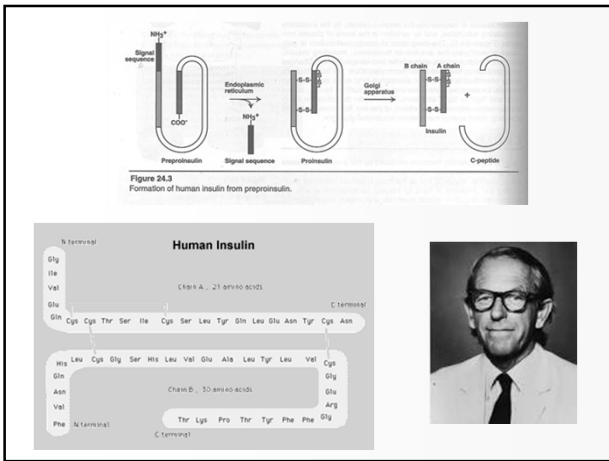 NH3+
Signal
sequence
COO-
Preproinsulin
Endoplasmic
reticulum
NH3+
Signal sequence
-S-S-
-S-S-
S
S
Proinsulin
Golgi
apparatus
B chain
A chain
-S-S-
-S-S-
S
S
Insulin
+
C-peptide
Figure 24.3
Formation of human insulin from preproinsulin.
Human Insulin
N terminal
Gly
Ile
Val
Glu
Gln
Chain A, 21 amino acids
C terminal
Cys Cys Thr Ser Ile Cys Ser Leu Tyr Gln Leu Glu Asn Tyr Cys Asn
His Leu Cys Gly Ser His Leu Val Glu Ala Leu Tyr Leu Val Cys
Gln
Asn
Val
Phe
N terminal
Chain B, 30 amino acids
Gly
Glu
Arg
Gly
Thr Lys Pro Thr Tyr Phe Phe
C terminal